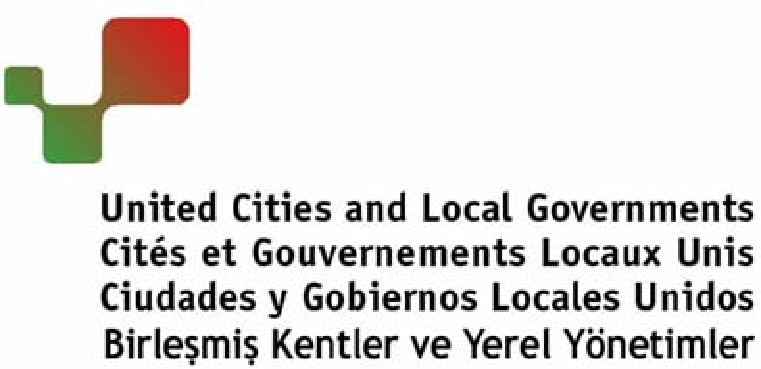 United Cities and Local Governments
Cités et Gouvernements Locaux Unis
Ciudades y Gobiernos Locales Unidos
Birleşmiş Kentler ve Yerel Yönetimler